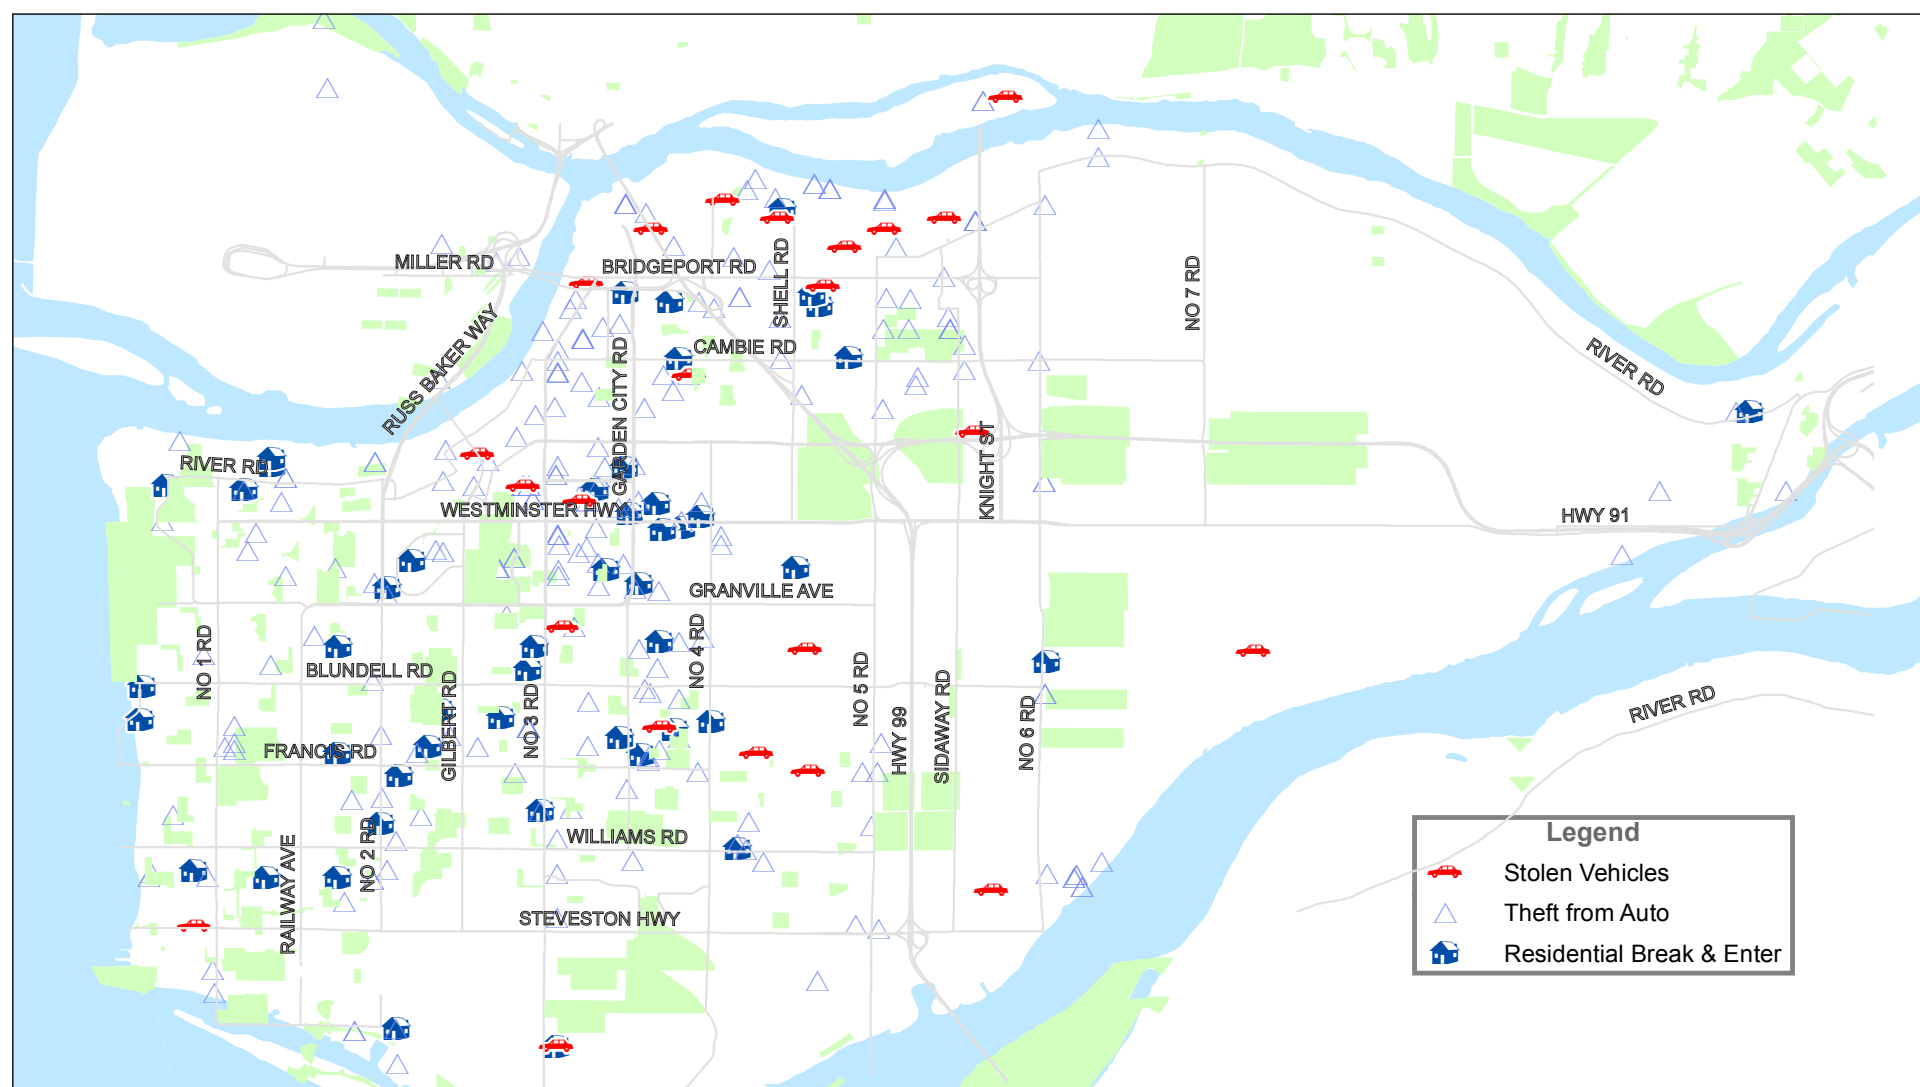 MILLER RD
BRIDGEPORT RD
SHELL RD
NO 7 RD
RUSS BAKER WAY
CAMBIE RD
GARDEN CITY RD
RIVER RD
RIVER RD
WESTMINSTER HWY
KNIGHT ST
HWY 91
GRANVILLE AVE
NO 1 RD
BLUNDELL RD
NO 4 RD
NO 5 RD
GILBERT RD
NO 3 RD
HWY 99
SIDAWAY RD
NO 6 RD
RIVER RD
FRANCIS RD
WILLIAMS RD
NO 2 RD
RAILWAY AVE
STEVESTON HWY
Legend
Stolen Vehicles
Theft from Auto
Residential Break & Enter